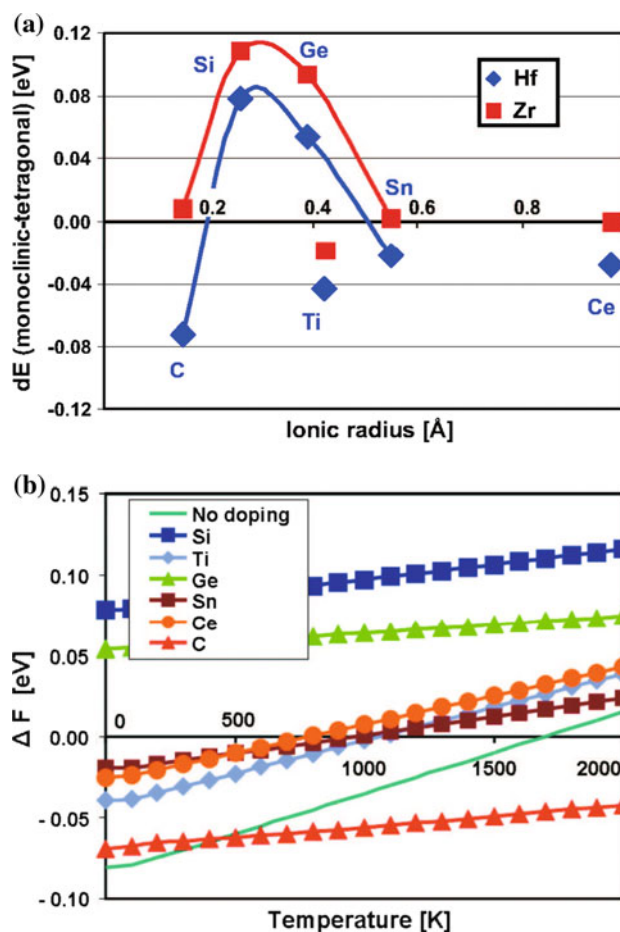 (a)
dE (monoclinic-tetragonal) [eV]
0.12
0.08
0.04
0.00
-0.04
-0.08
-0.12
Si
Ge
Hf
Zr
Sn
0.2
0.4
0.6
0.8
Ti
Ce
C
Ionic radius [Å]
(b)
Δ F [eV]
0.15
0.10
0.05
0.00
- 0.05
- 0.10
No doping
Si
Ti
Ge
Sn
Ce
C
0
500
1000
1500
2000
Temperature [K]